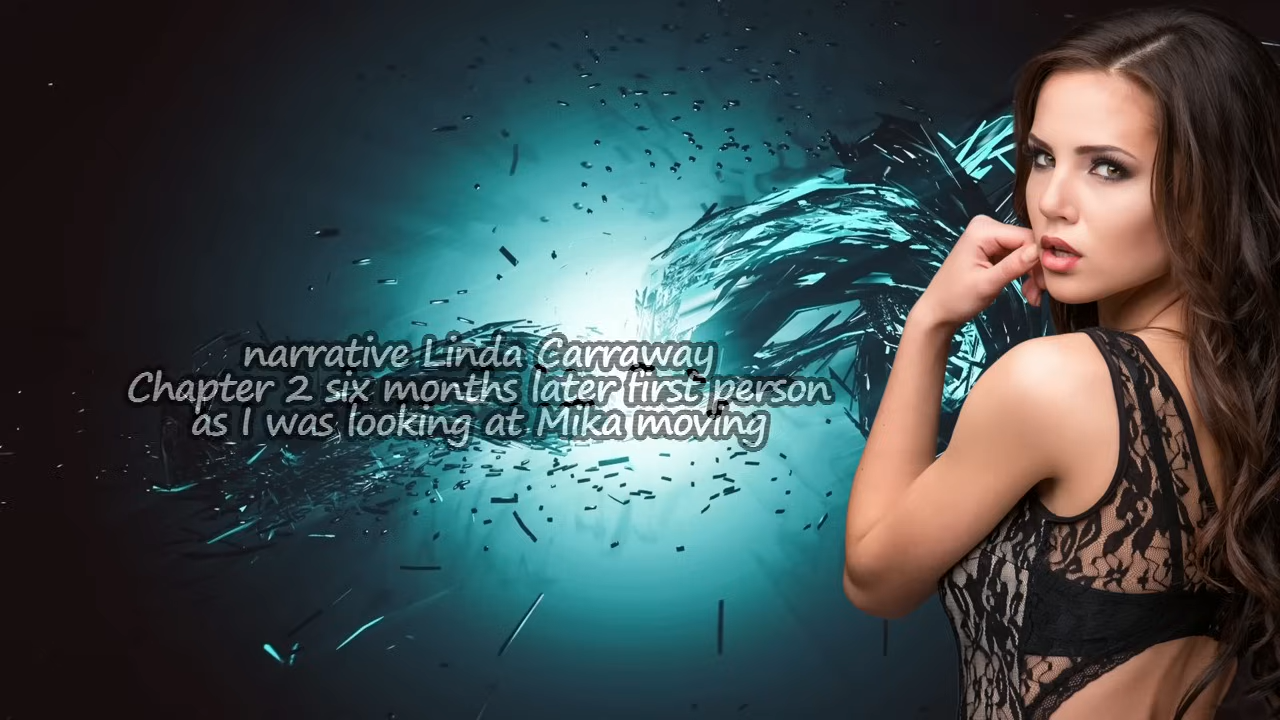 narrative Linda Carraway
Chapter 2 six months later first person
as I was looking at Mika moving